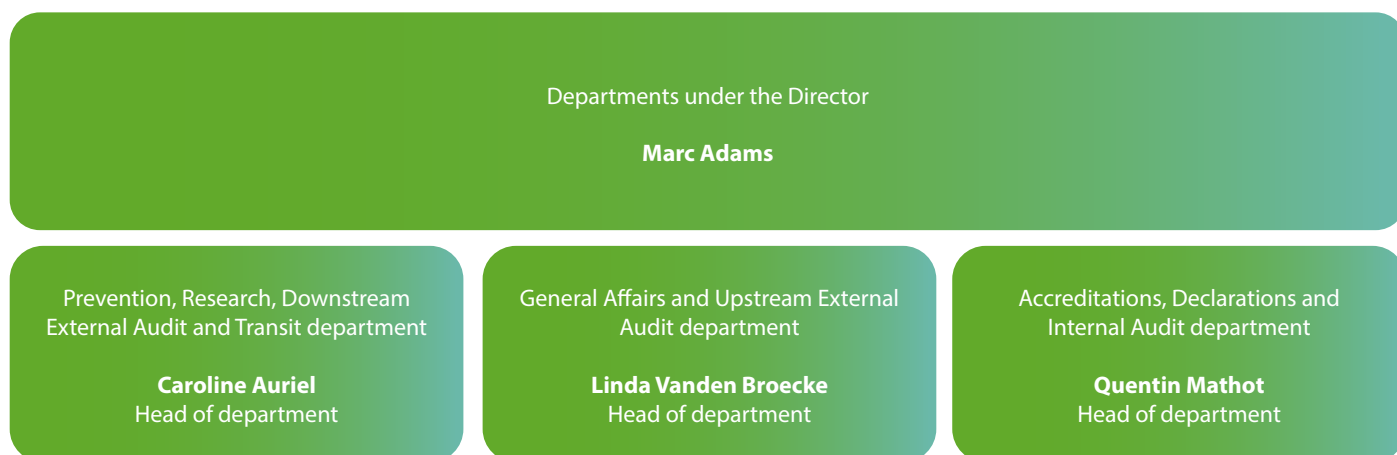 Departments under the Director
Marc Adams
Prevention, Research, Downstream
External Audit and Transit department
Caroline Auriel
Head of department
General Affairs and Upstream External
Audit department
Linda Vanden Broecke
Head of department
Accreditations, Declarations and
Internal Audit department
Quentin Mathot
Head of department